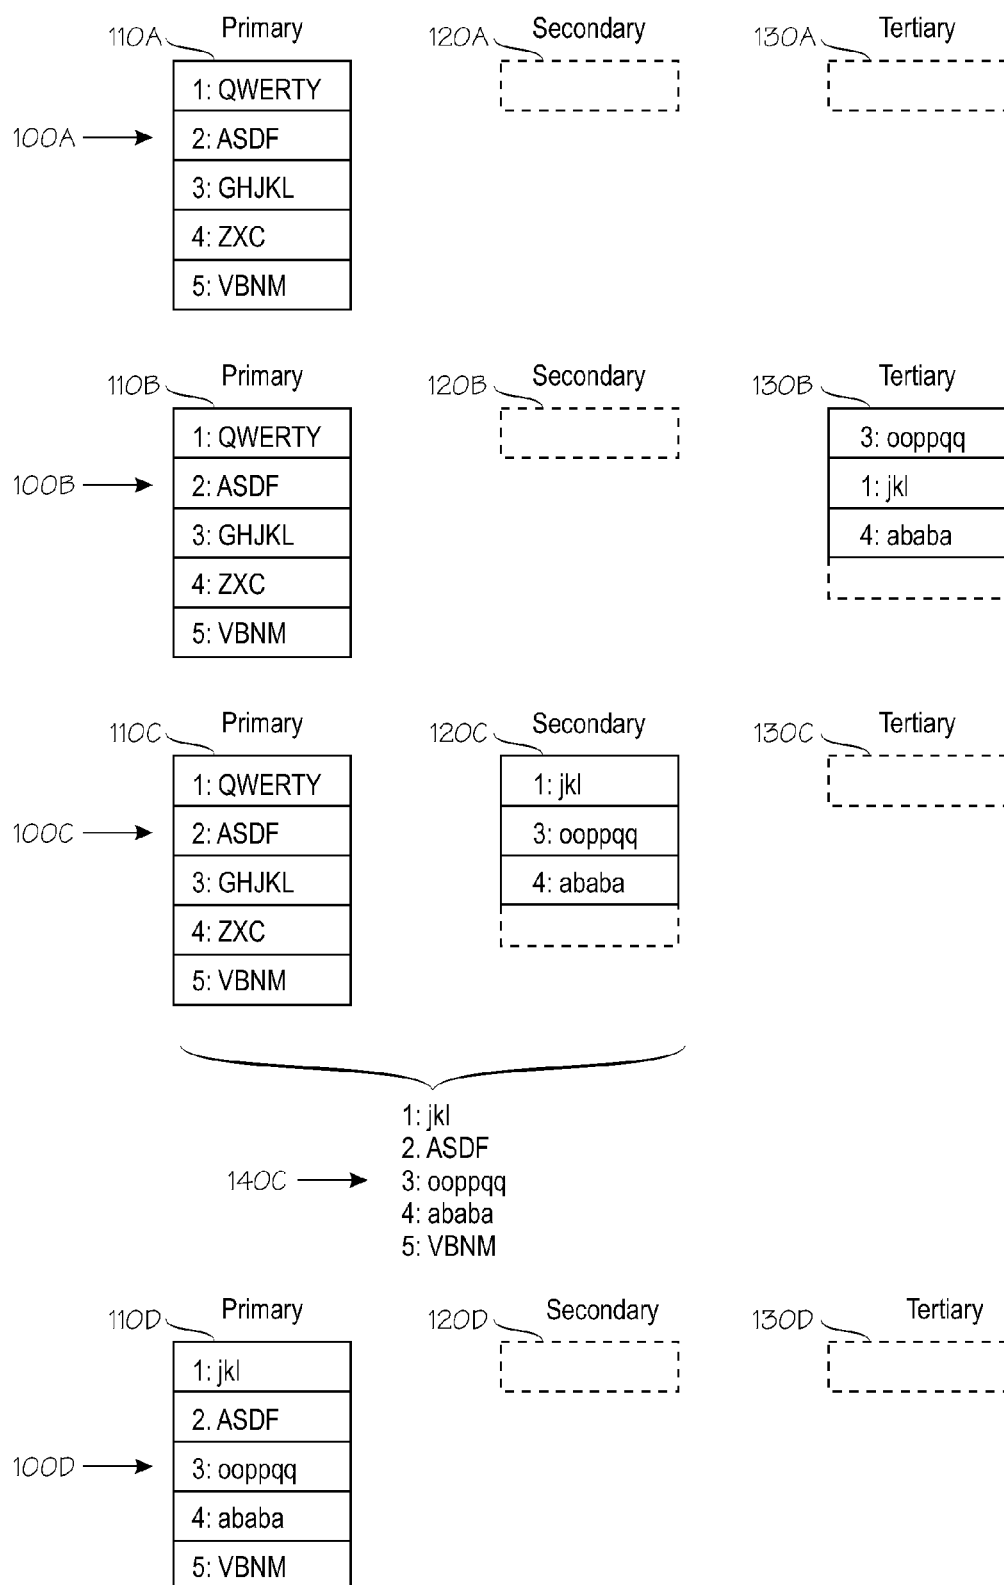 Primary Secondary Tertiary
110A 120A 130A
1: QWERTY
100A 2: ASDF
3: GHJKL
4: ZXC
5: VBNM
Primary Secondary Tertiary
110B 120B 130B
1: QWERTY 3: ooppqq
100B 2: ASDF 1: jkl
3: GHJKL 4: ababa
4: ZXC
5: VBNM
Primary Secondary Tertiary
110C 120C 130C
1: QWERTY 1: jkl
100C 2: ASDF 3: ooppqq
3: GHJKL 4: ababa
4: ZXC
5: VBNM
1: jkl
2. ASDF
140C 3: ooppqq
4: ababa
5: VBNM
Primary Secondary Tertiary
110D 120D 130D
1: jkl
2. ASDF
100D 3: ooppqq
4: ababa
5: VBNM